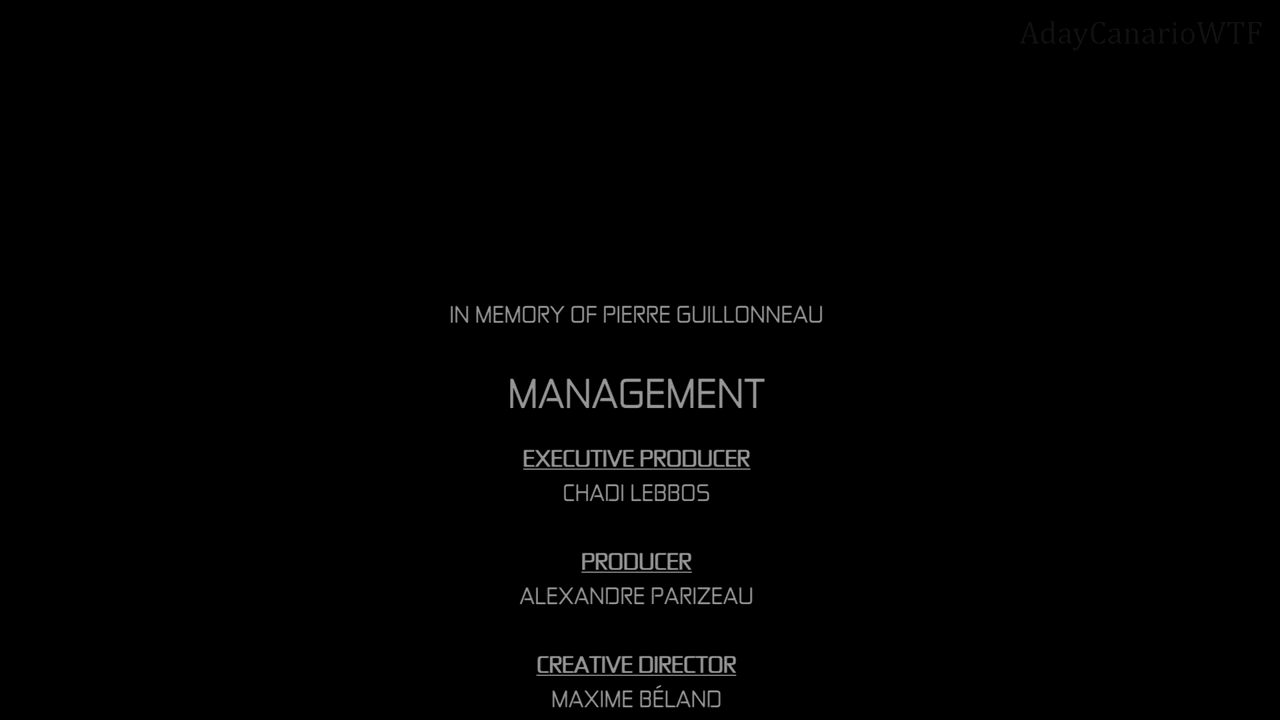 AdayCanarioWTF
IN MEMORY OF PIERRE GUILLONNEAU
MANAGEMENT
EXECUTIVE PRODUCER
CHADI LEBBOS
PRODUCER
ALEXANDRE PARIZEAU
CREATIVE DIRECTOR
MAXIME BÉLAND